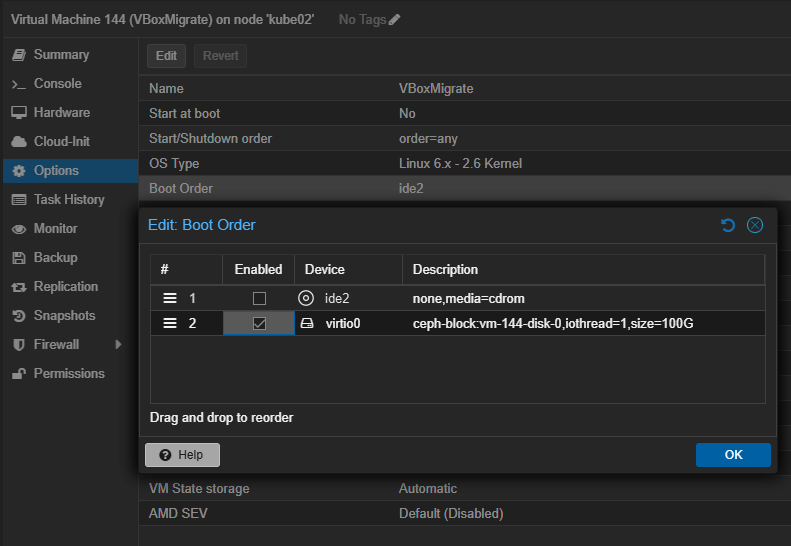 Virtual Machine 144 (VBoxMigrate) on node 'kube02' No Tags
Summary
Console
Hardware
Cloud-Init
Options
Task History
Monitor
Backup
Replication
Snapshots
Firewall
Permissions
Edit Revert
Name VBoxMigrate
Start at boot No
Start/Shutdown order order=any
OS Type Linux 6.x - 2.6 Kernel
Boot Order ide2
Edit: Boot Order
# Enabled Device Description
1 ide2 none,media=cdrom
2 virtio0 ceph-block:vm-144-disk-0,iothread=1,size=100G
Drag and drop to reorder
Help OK
VM State storage Automatic
AMD SEV Default (Disabled)